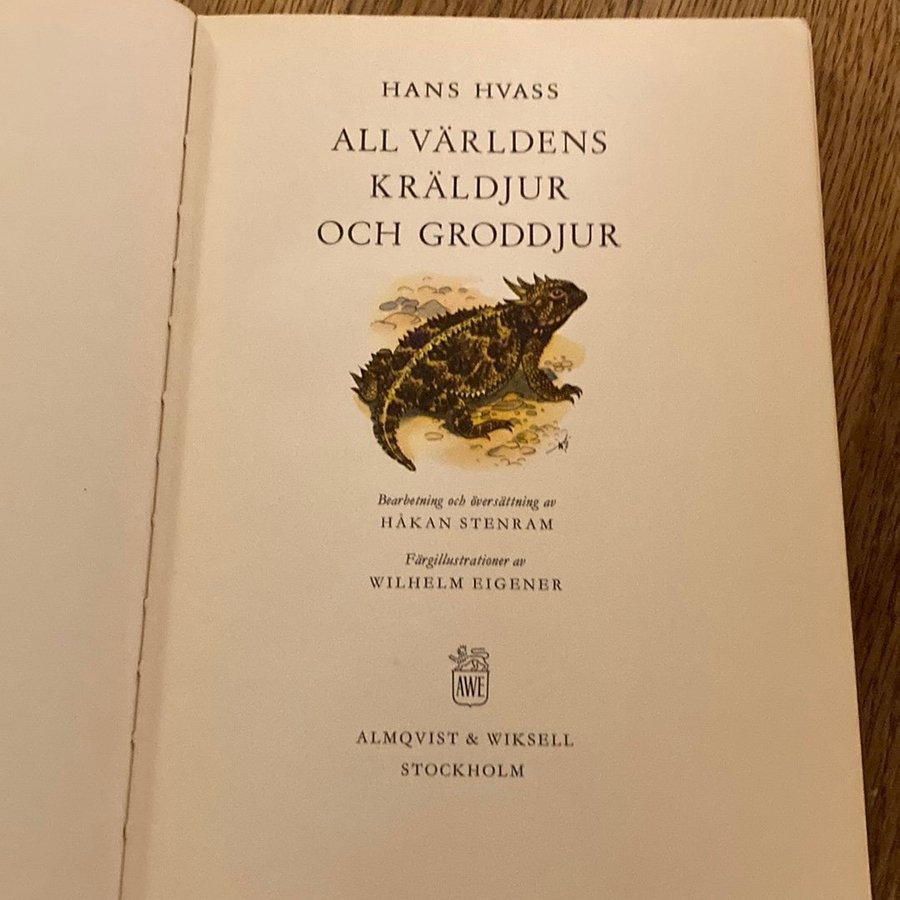 HANS HVASS
ALL VÄRLDENS
KRÄLDJUR
OCH GRODDJUR
Bearbetning och översättning av
HÅKAN STENRAM
Färgillustrationer av
WILHELM EIGENER
AWE
ALMQVIST & WIKSELL
STOCKHOLM